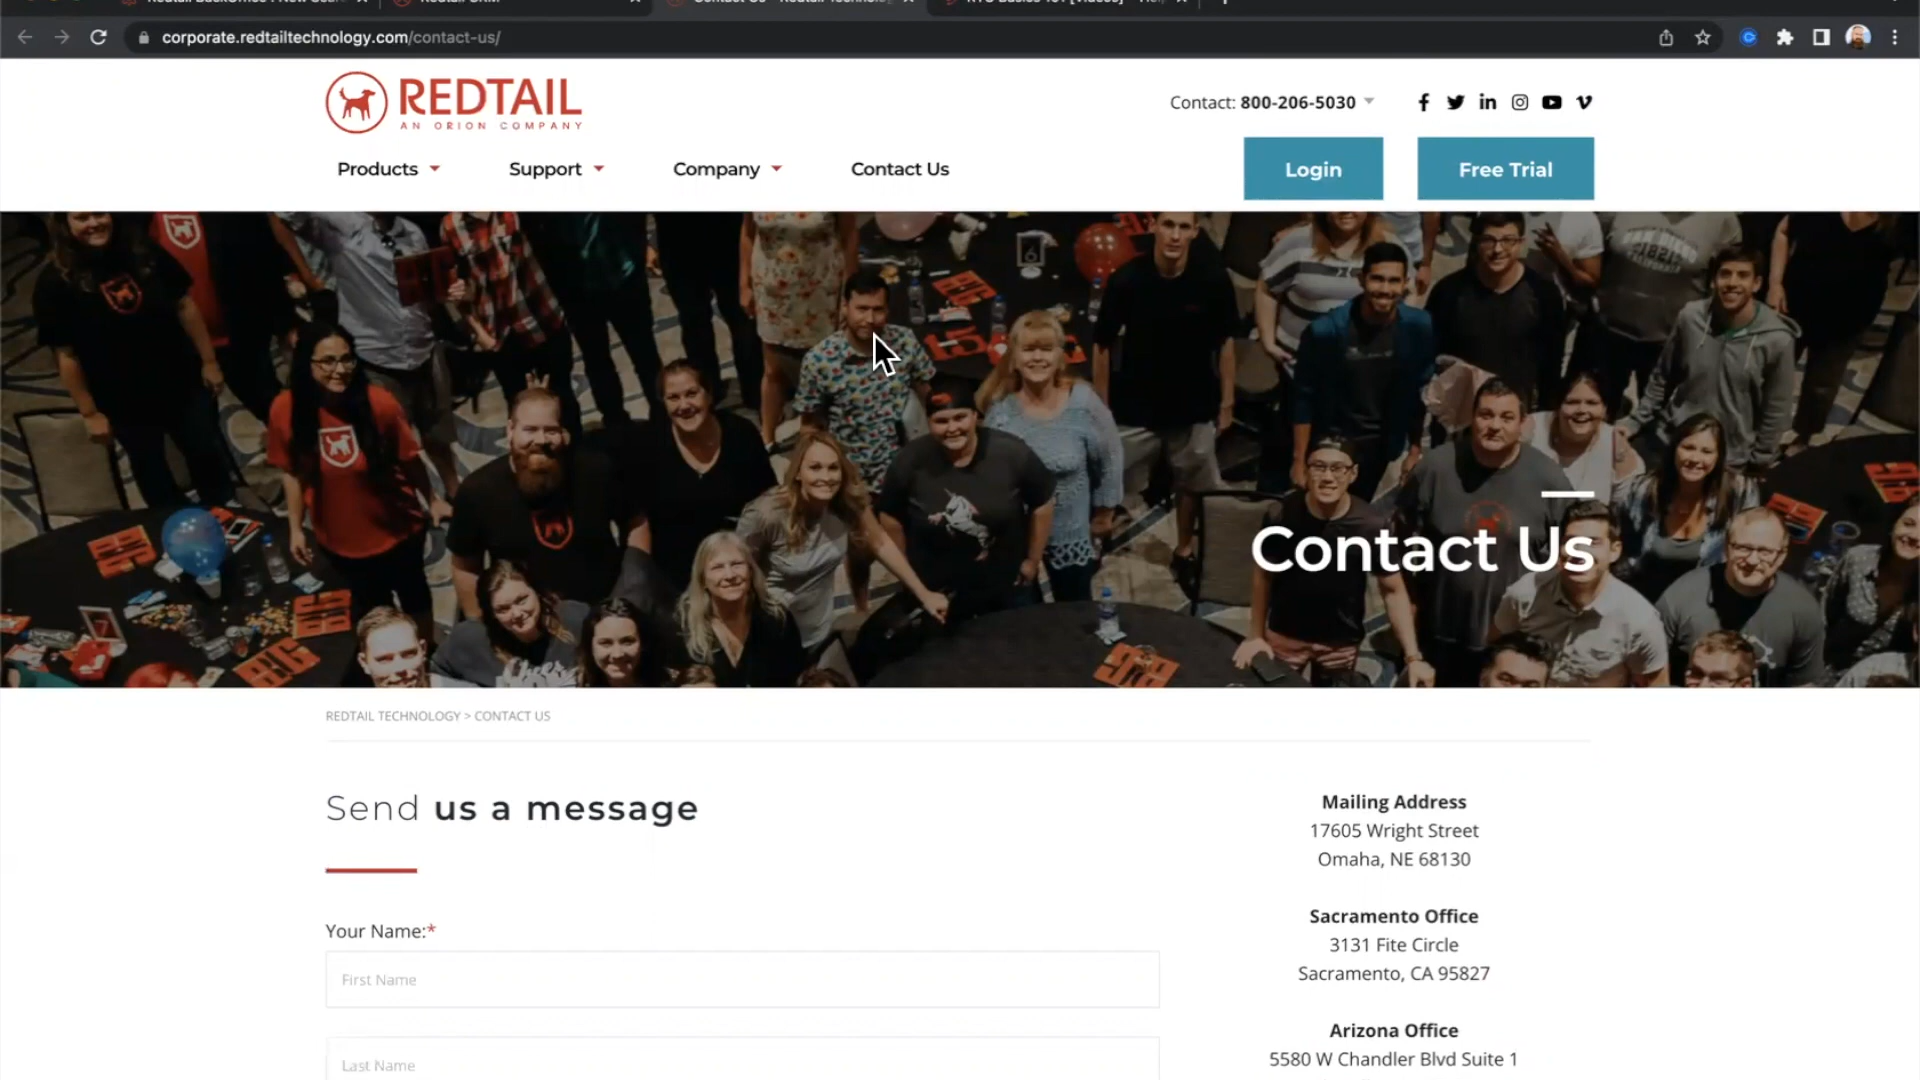 corporate.redtailtechnology.com/contact-us/
REDTAIL
AN ORION COMPANY
Contact: 800-206-5030
Products
Support
Company
Contact Us
Login
Free Trial
Contact Us
REDTAIL TECHNOLOGY > CONTACT US
Send us a message
Your Name:*
First Name
Last Name
Mailing Address
17605 Wright Street
Omaha, NE 68130
Sacramento Office
3131 Fite Circle
Sacramento, CA 95827
Arizona Office
5580 W Chandler Blvd Suite 1